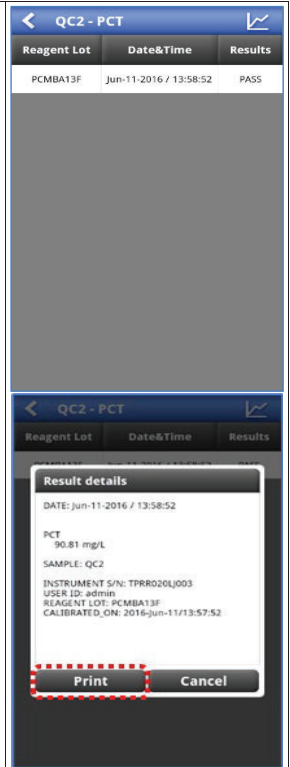 QC2 - PCT
Reagent Lot Date&Time Results
PCMBA13F Jun-11-2016 / 13:58:52 PASS
QC2 - PCT
Reagent Lot Date&Time Results
Result details
DATE: Jun-11-2016 / 13:58:52
PCT
90.81 mg/L
SAMPLE: QC2
INSTRUMENT S/N: TPRR020LJ003
USER ID: admin
REAGENT LOT: PCMBA13F
CALIBRATED_ON: 2016-Jun-11/13:57:52
Print Cancel